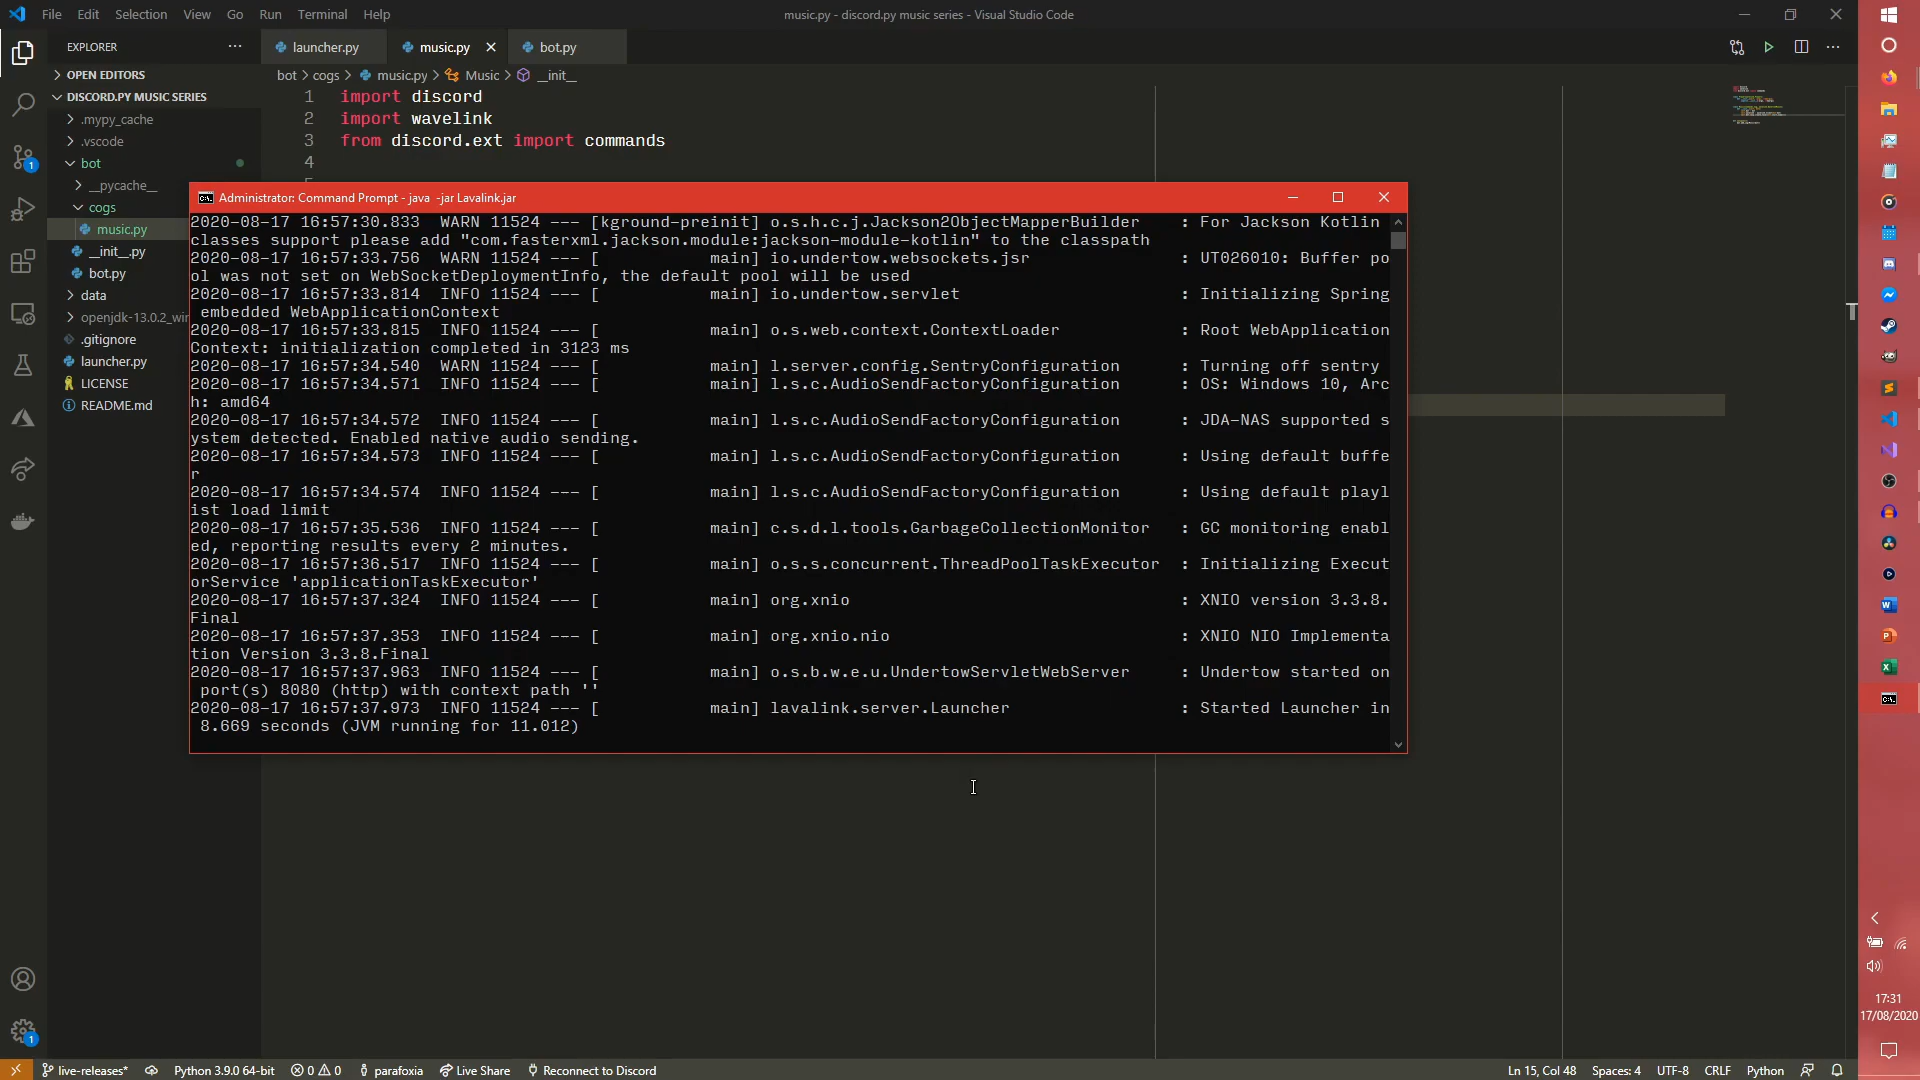 File Edit Selection View Go Run Terminal Help
music.py - discord.py music series - Visual Studio Code
EXPLORER
launcher.py
music.py
bot.py
OPEN EDITORS
bot > cogs > music.py > Music > __init__
DISCORD.PY MUSIC SERIES
1 import discord
2 import wavelink
3 from discord.ext import commands
4
.mypy_cache
.vscode
bot
__pycache__
cogs
music.py
__init__.py
bot.py
data
openjdk-13.0.2_wir
.gitignore
launcher.py
LICENSE
README.md
Administrator: Command Prompt - java -jar Lavalink.jar
2020-08-17 16:57:30.833 WARN 11524 --- [kground-preinit] o.s.h.c.j.Jackson2ObjectMapperBuilder : For Jackson Kotlin
classes support please add "com.fasterxml.jackson.module:jackson-module-kotlin" to the classpath
2020-08-17 16:57:33.756 WARN 11524 --- [ main] io.undertow.websockets.jsr : UT026010: Buffer po
ol was not set on WebSocketDeploymentInfo, the default pool will be used
2020-08-17 16:57:33.814 INFO 11524 --- [ main] io.undertow.servlet : Initializing Spring
embedded WebApplicationContext
2020-08-17 16:57:33.815 INFO 11524 --- [ main] o.s.web.context.ContextLoader : Root WebApplication
Context: initialization completed in 3123 ms
2020-08-17 16:57:34.540 WARN 11524 --- [ main] l.server.config.SentryConfiguration : Turning off sentry
2020-08-17 16:57:34.571 INFO 11524 --- [ main] l.s.c.AudioSendFactoryConfiguration : OS: Windows 10, Arc
h: amd64
2020-08-17 16:57:34.572 INFO 11524 --- [ main] l.s.c.AudioSendFactoryConfiguration : JDA-NAS supported s
ystem detected. Enabled native audio sending.
2020-08-17 16:57:34.573 INFO 11524 --- [ main] l.s.c.AudioSendFactoryConfiguration : Using default buffe
r
2020-08-17 16:57:34.574 INFO 11524 --- [ main] l.s.c.AudioSendFactoryConfiguration : Using default playl
ist load limit
2020-08-17 16:57:35.536 INFO 11524 --- [ main] c.s.d.l.tools.GarbageCollectionMonitor : GC monitoring enabl
ed, reporting results every 2 minutes.
2020-08-17 16:57:36.517 INFO 11524 --- [ main] o.s.s.concurrent.ThreadPoolTaskExecutor : Initializing Execut
orService 'applicationTaskExecutor'
2020-08-17 16:57:37.324 INFO 11524 --- [ main] org.xnio : XNIO version 3.3.8.
Final
2020-08-17 16:57:37.353 INFO 11524 --- [ main] org.xnio.nio : XNIO NIO Implementa
tion Version 3.3.8.Final
2020-08-17 16:57:37.963 INFO 11524 --- [ main] o.s.b.w.e.u.UndertowServletWebServer : Undertow started on
port(s) 8080 (http) with context path ''
2020-08-17 16:57:37.973 INFO 11524 --- [ main] lavalink.server.Launcher : Started Launcher in
8.669 seconds (JVM running for 11.012)
17:31
17/08/2020
live-releases* Python 3.9.0 64-bit 0 0 parafoxia Live Share Reconnect to Discord
Ln 15, Col 48 Spaces: 4 UTF-8 CRLF Python